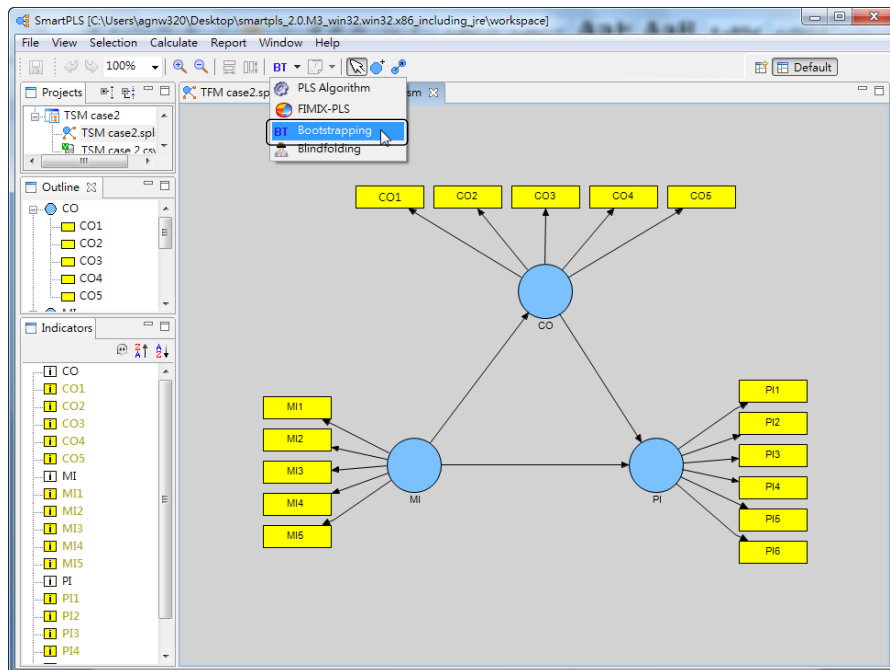 SmartPLS [C:\Users\agnw320\Desktop\smartpls_2.0.M3_win32.win32.x86_including_jre\workspace]
File View Selection Calculate Report Window Help
100% BT Default
PLS Algorithm
FIMIX-PLS
BT Bootstrapping
Blindfolding
Projects
TSM case2
TSM case2.spl
TSM case 2.csv
TFM case2.sp
sm
Outline
CO
CO1
CO2
CO3
CO4
CO5
MI
Indicators
CO
CO1
CO2
CO3
CO4
CO5
MI
MI1
MI2
MI3
MI4
MI5
PI
PI1
PI2
PI3
PI4
CO1 CO2 CO3 CO4 CO5
CO
MI1
MI2
MI3
MI4
MI5
MI
PI
PI1
PI2
PI3
PI4
PI5
PI6